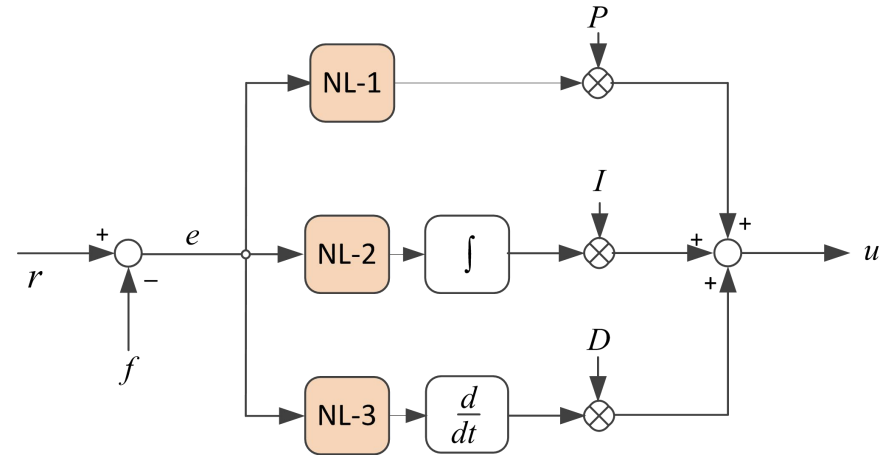 P
NL-1
I
+
+
e
+
r
−
NL-2
∫
u
+
f
D
NL-3
d
dt